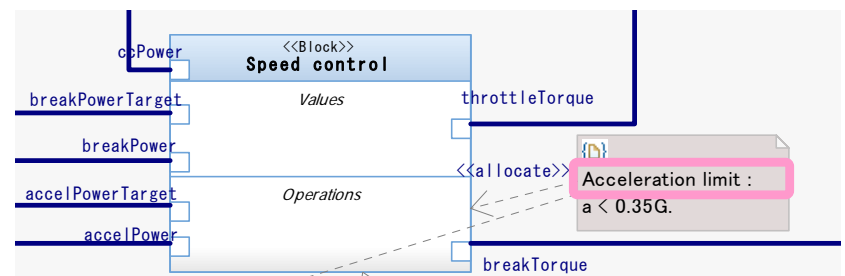 ccPower
<<Block>>
Speed control
breakPowerTarget
Values
throttleTorque
breakPower
<<allocate>>
{}
Acceleration limit :
accelPowerTarget
Operations
a < 0.35G.
accelPower
breakTorque